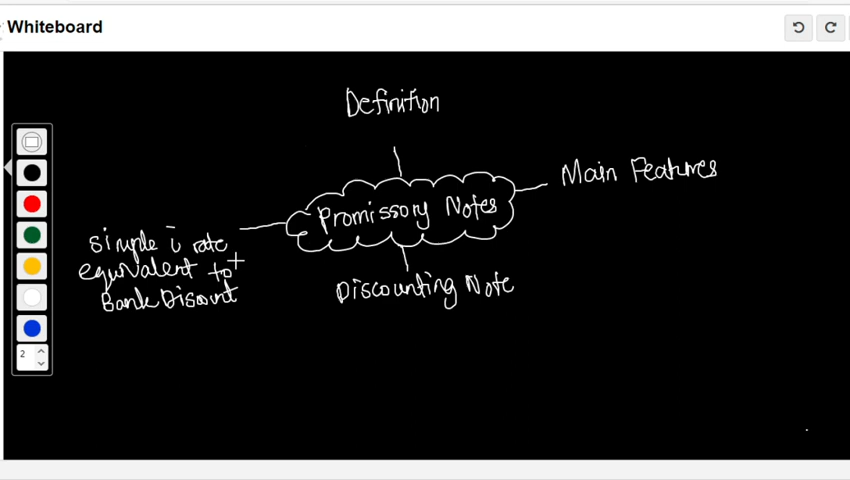 Whiteboard
Definition
Main Features
Promissory Notes
Simple i rate
equivalent to
Bank Discount
Discounting Note
2